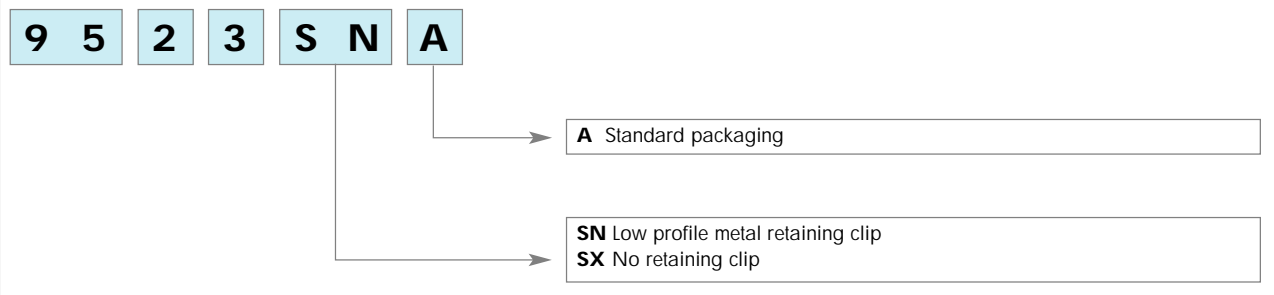 9 5 2 3 S N A
A Standard packaging
SN Low profile metal retaining clip
SX No retaining clip